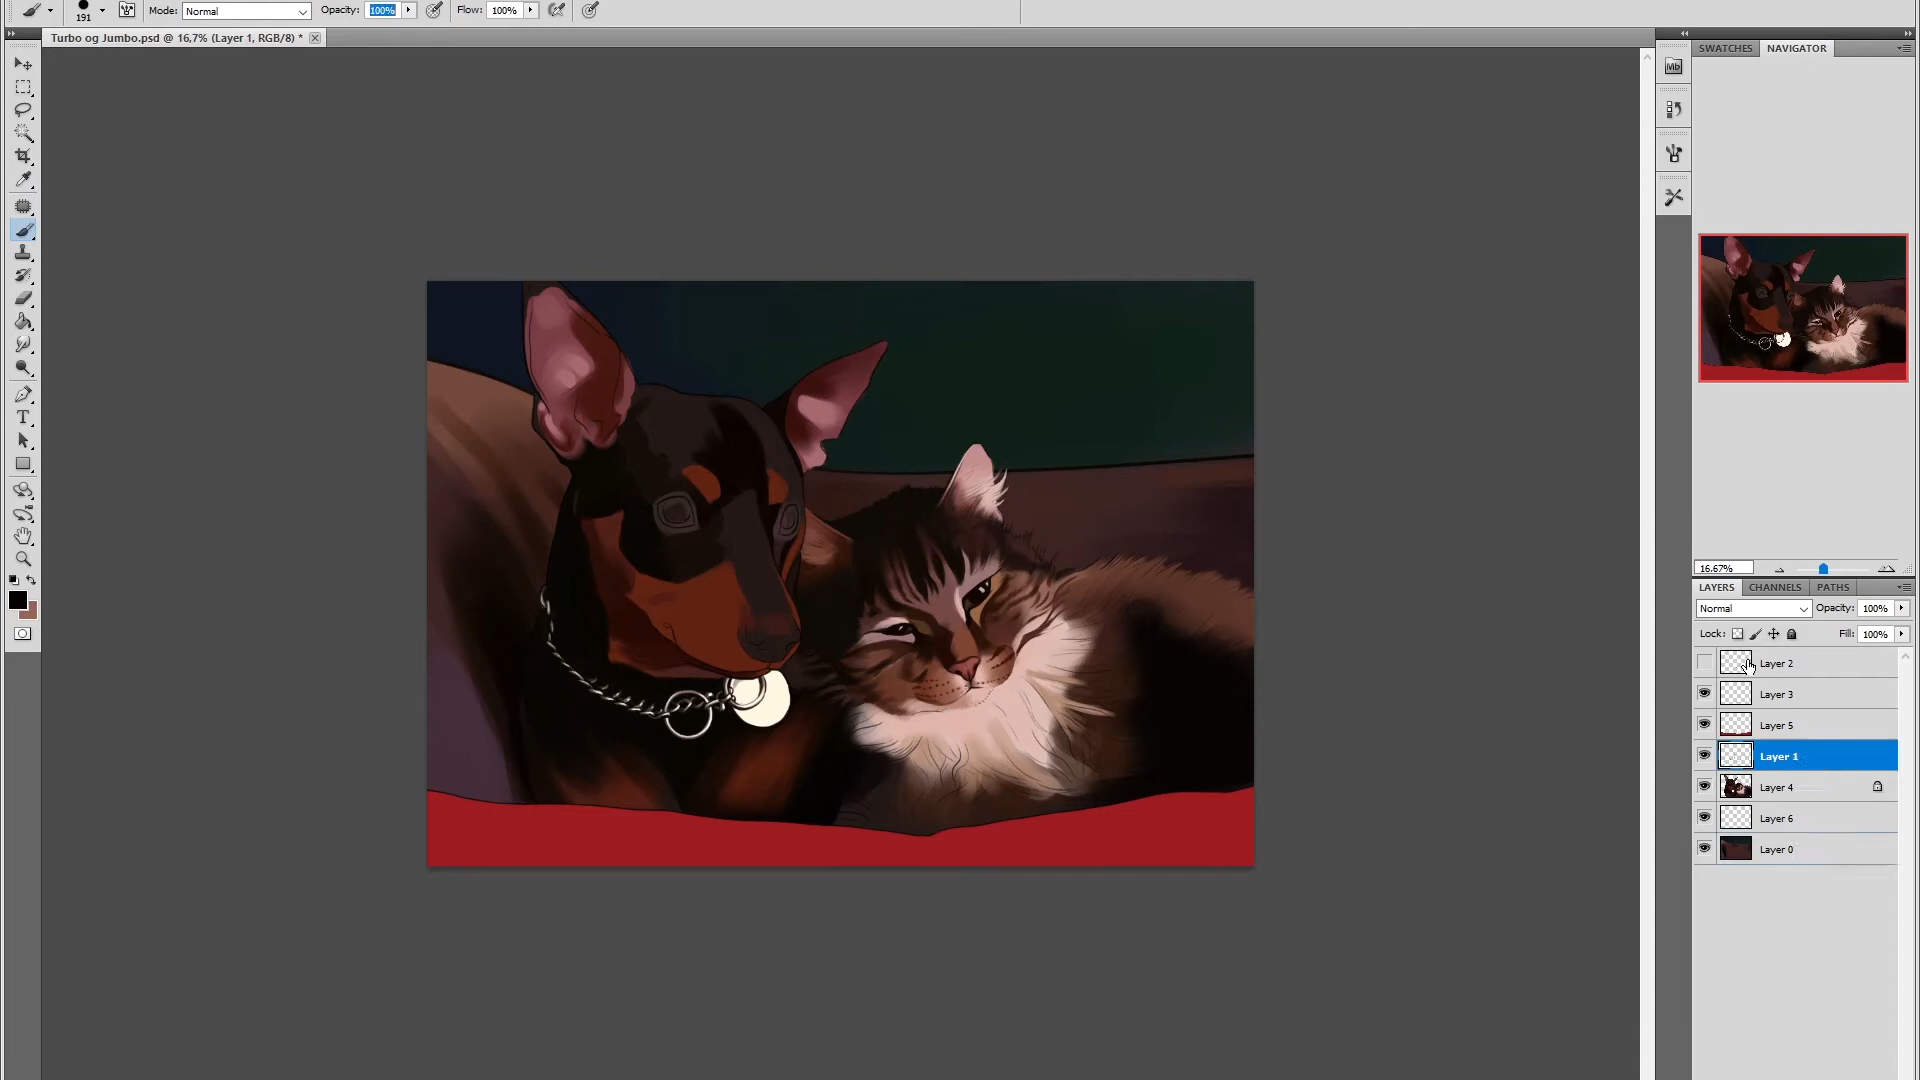 191 Mode: Normal Opacity: 100% Flow: 100%
Turbo og Jumbo.psd @ 16,7% (Layer 1, RGB/8) *
SWATCHES NAVIGATOR
Mb
T
16.67%
LAYERS CHANNELS PATHS
Normal Opacity: 100%
Lock: Fill: 100%
Layer 2
Layer 3
Layer 5
Layer 1
Layer 4
Layer 6
Layer 0